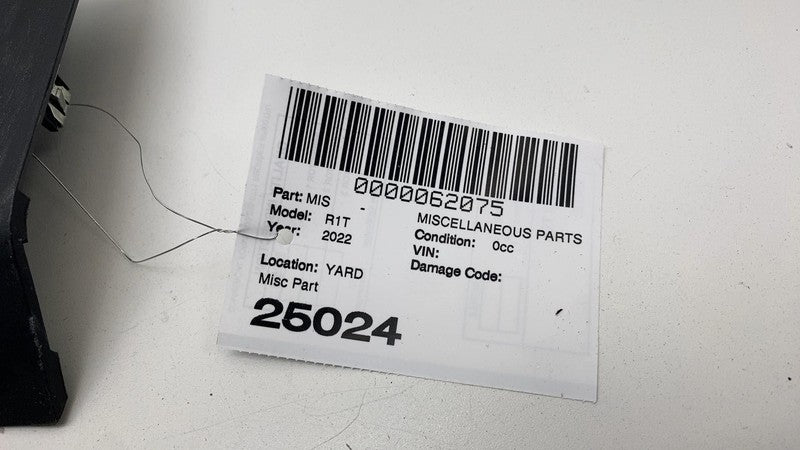 0000062075
Part: MIS - MISCELLANEOUS PARTS
Model: R1T Condition: 0cc
Year: 2022 VIN:
Damage Code:
Location: YARD
Misc Part
25024